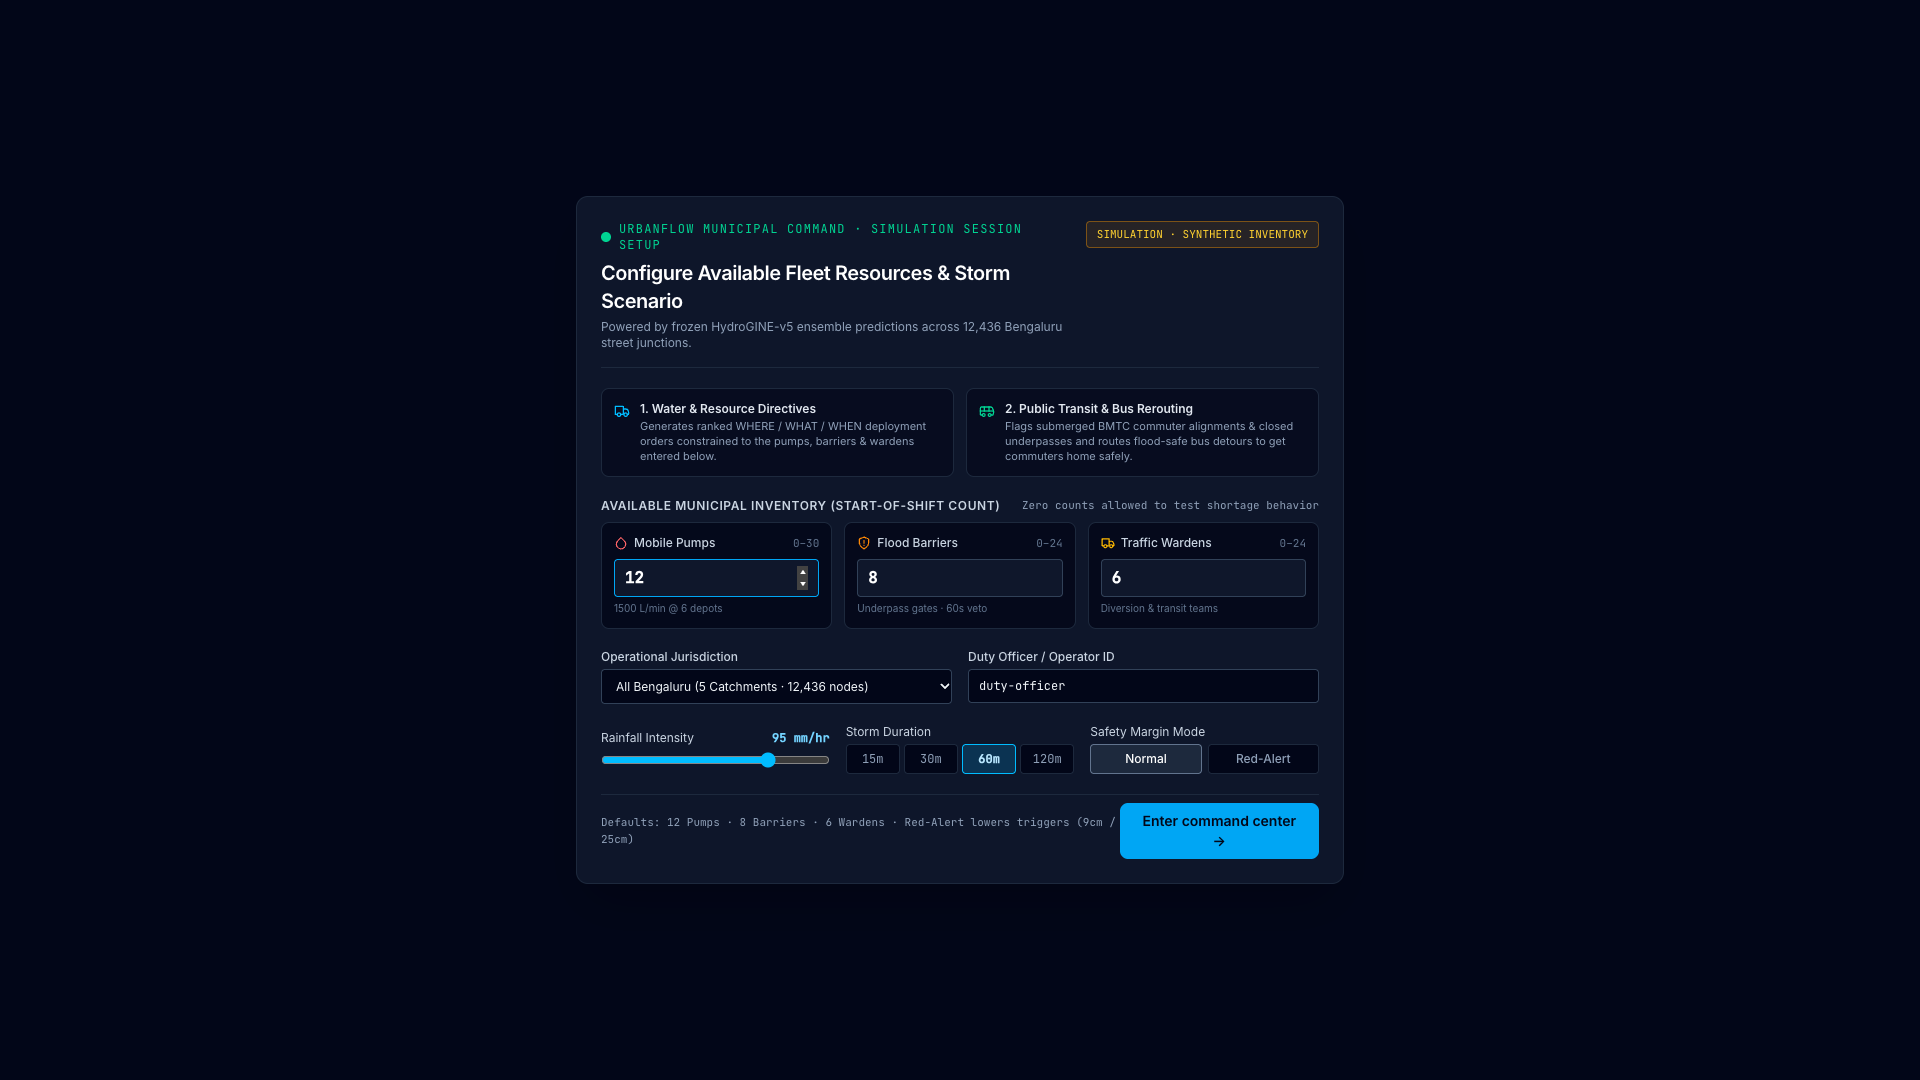 URBANFLOW MUNICIPAL COMMAND · SIMULATION SESSION
SETUP
SIMULATION · SYNTHETIC INVENTORY
Configure Available Fleet Resources & Storm
Scenario
Powered by frozen HydroGINE-v5 ensemble predictions across 12,436 Bengaluru
street junctions.
1. Water & Resource Directives
Generates ranked WHERE / WHAT / WHEN deployment
orders constrained to the pumps, barriers & wardens
entered below.
2. Public Transit & Bus Rerouting
Flags submerged BMTC commuter alignments & closed
underpasses and routes flood-safe bus detours to get
commuters home safely.
AVAILABLE MUNICIPAL INVENTORY (START-OF-SHIFT COUNT)
Zero counts allowed to test shortage behavior
Mobile Pumps
0–30
12
1500 L/min @ 6 depots
Flood Barriers
0–24
8
Underpass gates · 60s veto
Traffic Wardens
0–24
6
Diversion & transit teams
Operational Jurisdiction
All Bengaluru (5 Catchments · 12,436 nodes)
Duty Officer / Operator ID
duty-officer
Rainfall Intensity
95 mm/hr
Storm Duration
15m
30m
60m
120m
Safety Margin Mode
Normal
Red-Alert
Defaults: 12 Pumps · 8 Barriers · 6 Wardens · Red-Alert lowers triggers (9cm /
25cm)
Enter command center
→